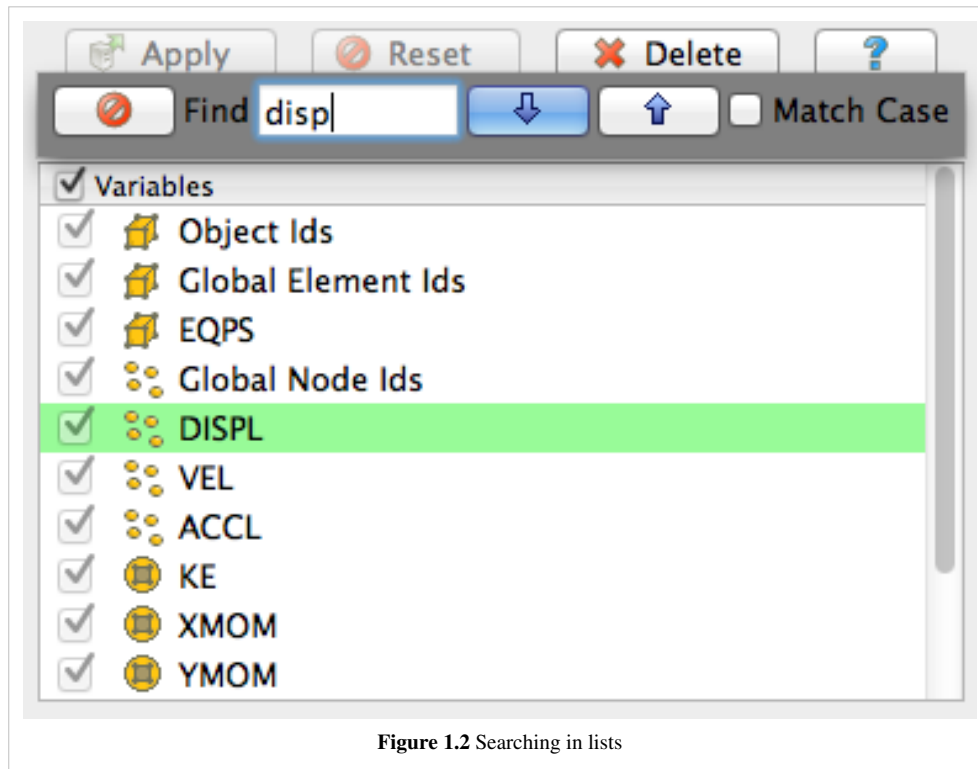 Apply Reset Delete ?
Find disp Match Case
Variables
Object Ids
Global Element Ids
EQPS
Global Node Ids
DISPL
VEL
ACCL
KE
XMOM
YMOM
Figure 1.2 Searching in lists